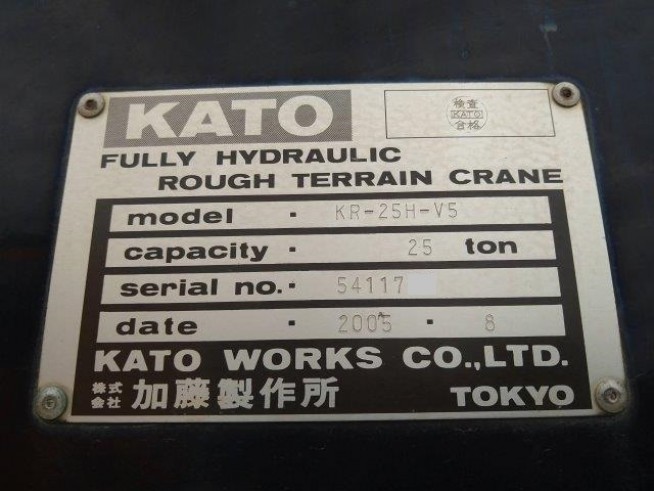 KATO
検査
KATO
合格
FULLY HYDRAULIC
ROUGH TERRAIN CRANE
model · KR-25H-V5
capacity · 25 ton
serial no. · 54117
date · 2005 · 8
KATO WORKS CO.,LTD.
株式会社 加藤製作所 TOKYO